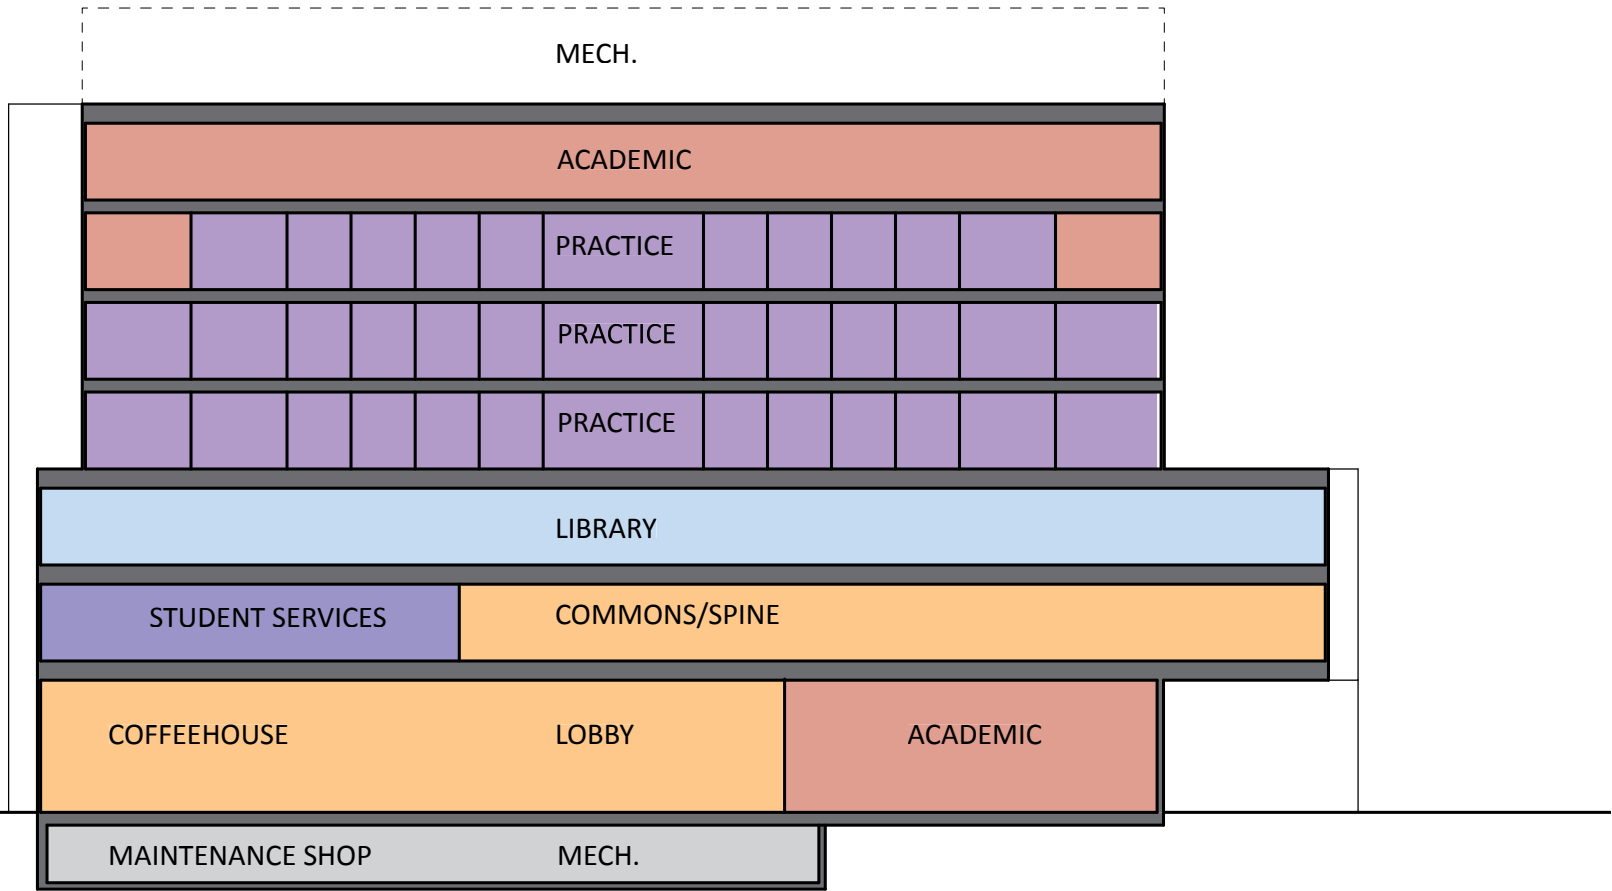 MECH.
ACADEMIC
PRACTICE
PRACTICE
PRACTICE
LIBRARY
STUDENT SERVICES
COMMONS/SPINE
COFFEEHOUSE
LOBBY
ACADEMIC
MAINTENANCE SHOP
MECH.